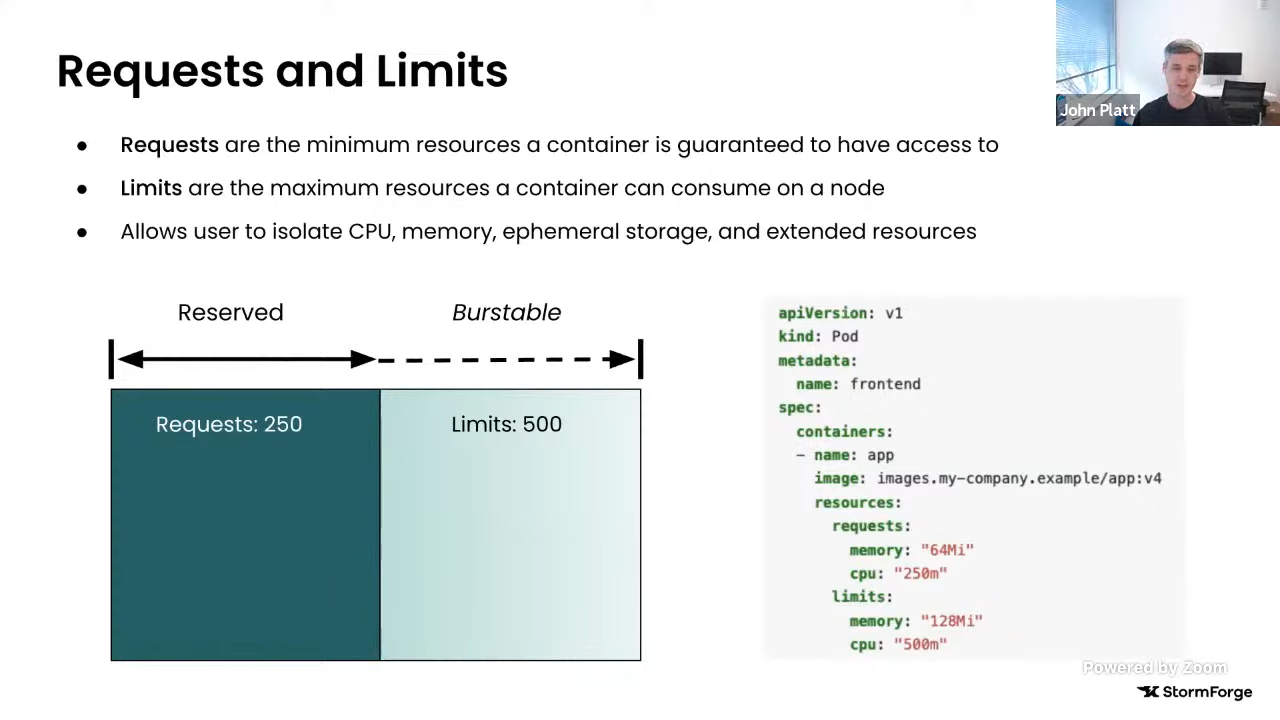 Requests and Limits
John Platt
● Requests are the minimum resources a container is guaranteed to have access to
● Limits are the maximum resources a container can consume on a node
● Allows user to isolate CPU, memory, ephemeral storage, and extended resources
Reserved
Burstable
Requests: 250
Limits: 500
apiVersion: v1
kind: Pod
metadata:
  name: frontend
spec:
  containers:
  - name: app
    image: images.my-company.example/app:v4
    resources:
      requests:
        memory: "64Mi"
        cpu: "250m"
      limits:
        memory: "128Mi"
        cpu: "500m"
Powered by Zoom
StormForge